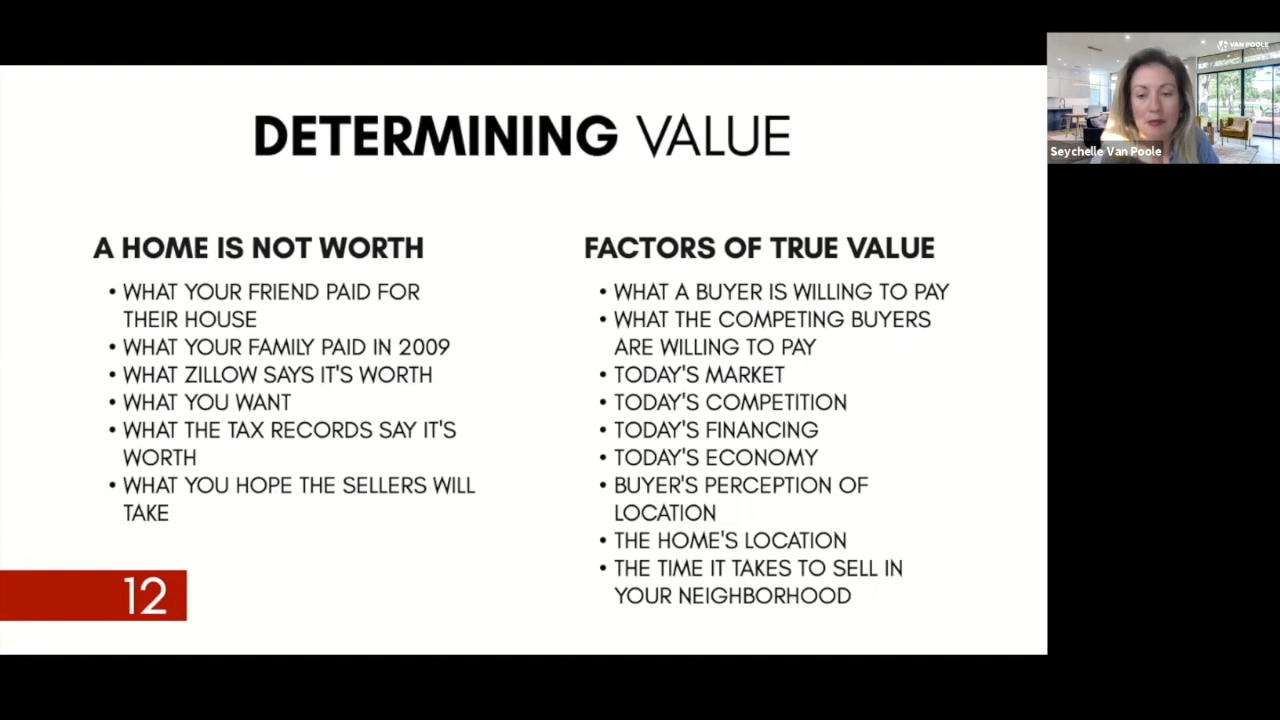 VAN POOLE
Seychelle Van Poole
DETERMINING VALUE
A HOME IS NOT WORTH
• WHAT YOUR FRIEND PAID FOR
THEIR HOUSE
• WHAT YOUR FAMILY PAID IN 2009
• WHAT ZILLOW SAYS IT'S WORTH
• WHAT YOU WANT
• WHAT THE TAX RECORDS SAY IT'S
WORTH
• WHAT YOU HOPE THE SELLERS WILL
TAKE
FACTORS OF TRUE VALUE
• WHAT A BUYER IS WILLING TO PAY
• WHAT THE COMPETING BUYERS
ARE WILLING TO PAY
• TODAY'S MARKET
• TODAY'S COMPETITION
• TODAY'S FINANCING
• TODAY'S ECONOMY
• BUYER'S PERCEPTION OF
LOCATION
• THE HOME'S LOCATION
• THE TIME IT TAKES TO SELL IN
YOUR NEIGHBORHOOD
12